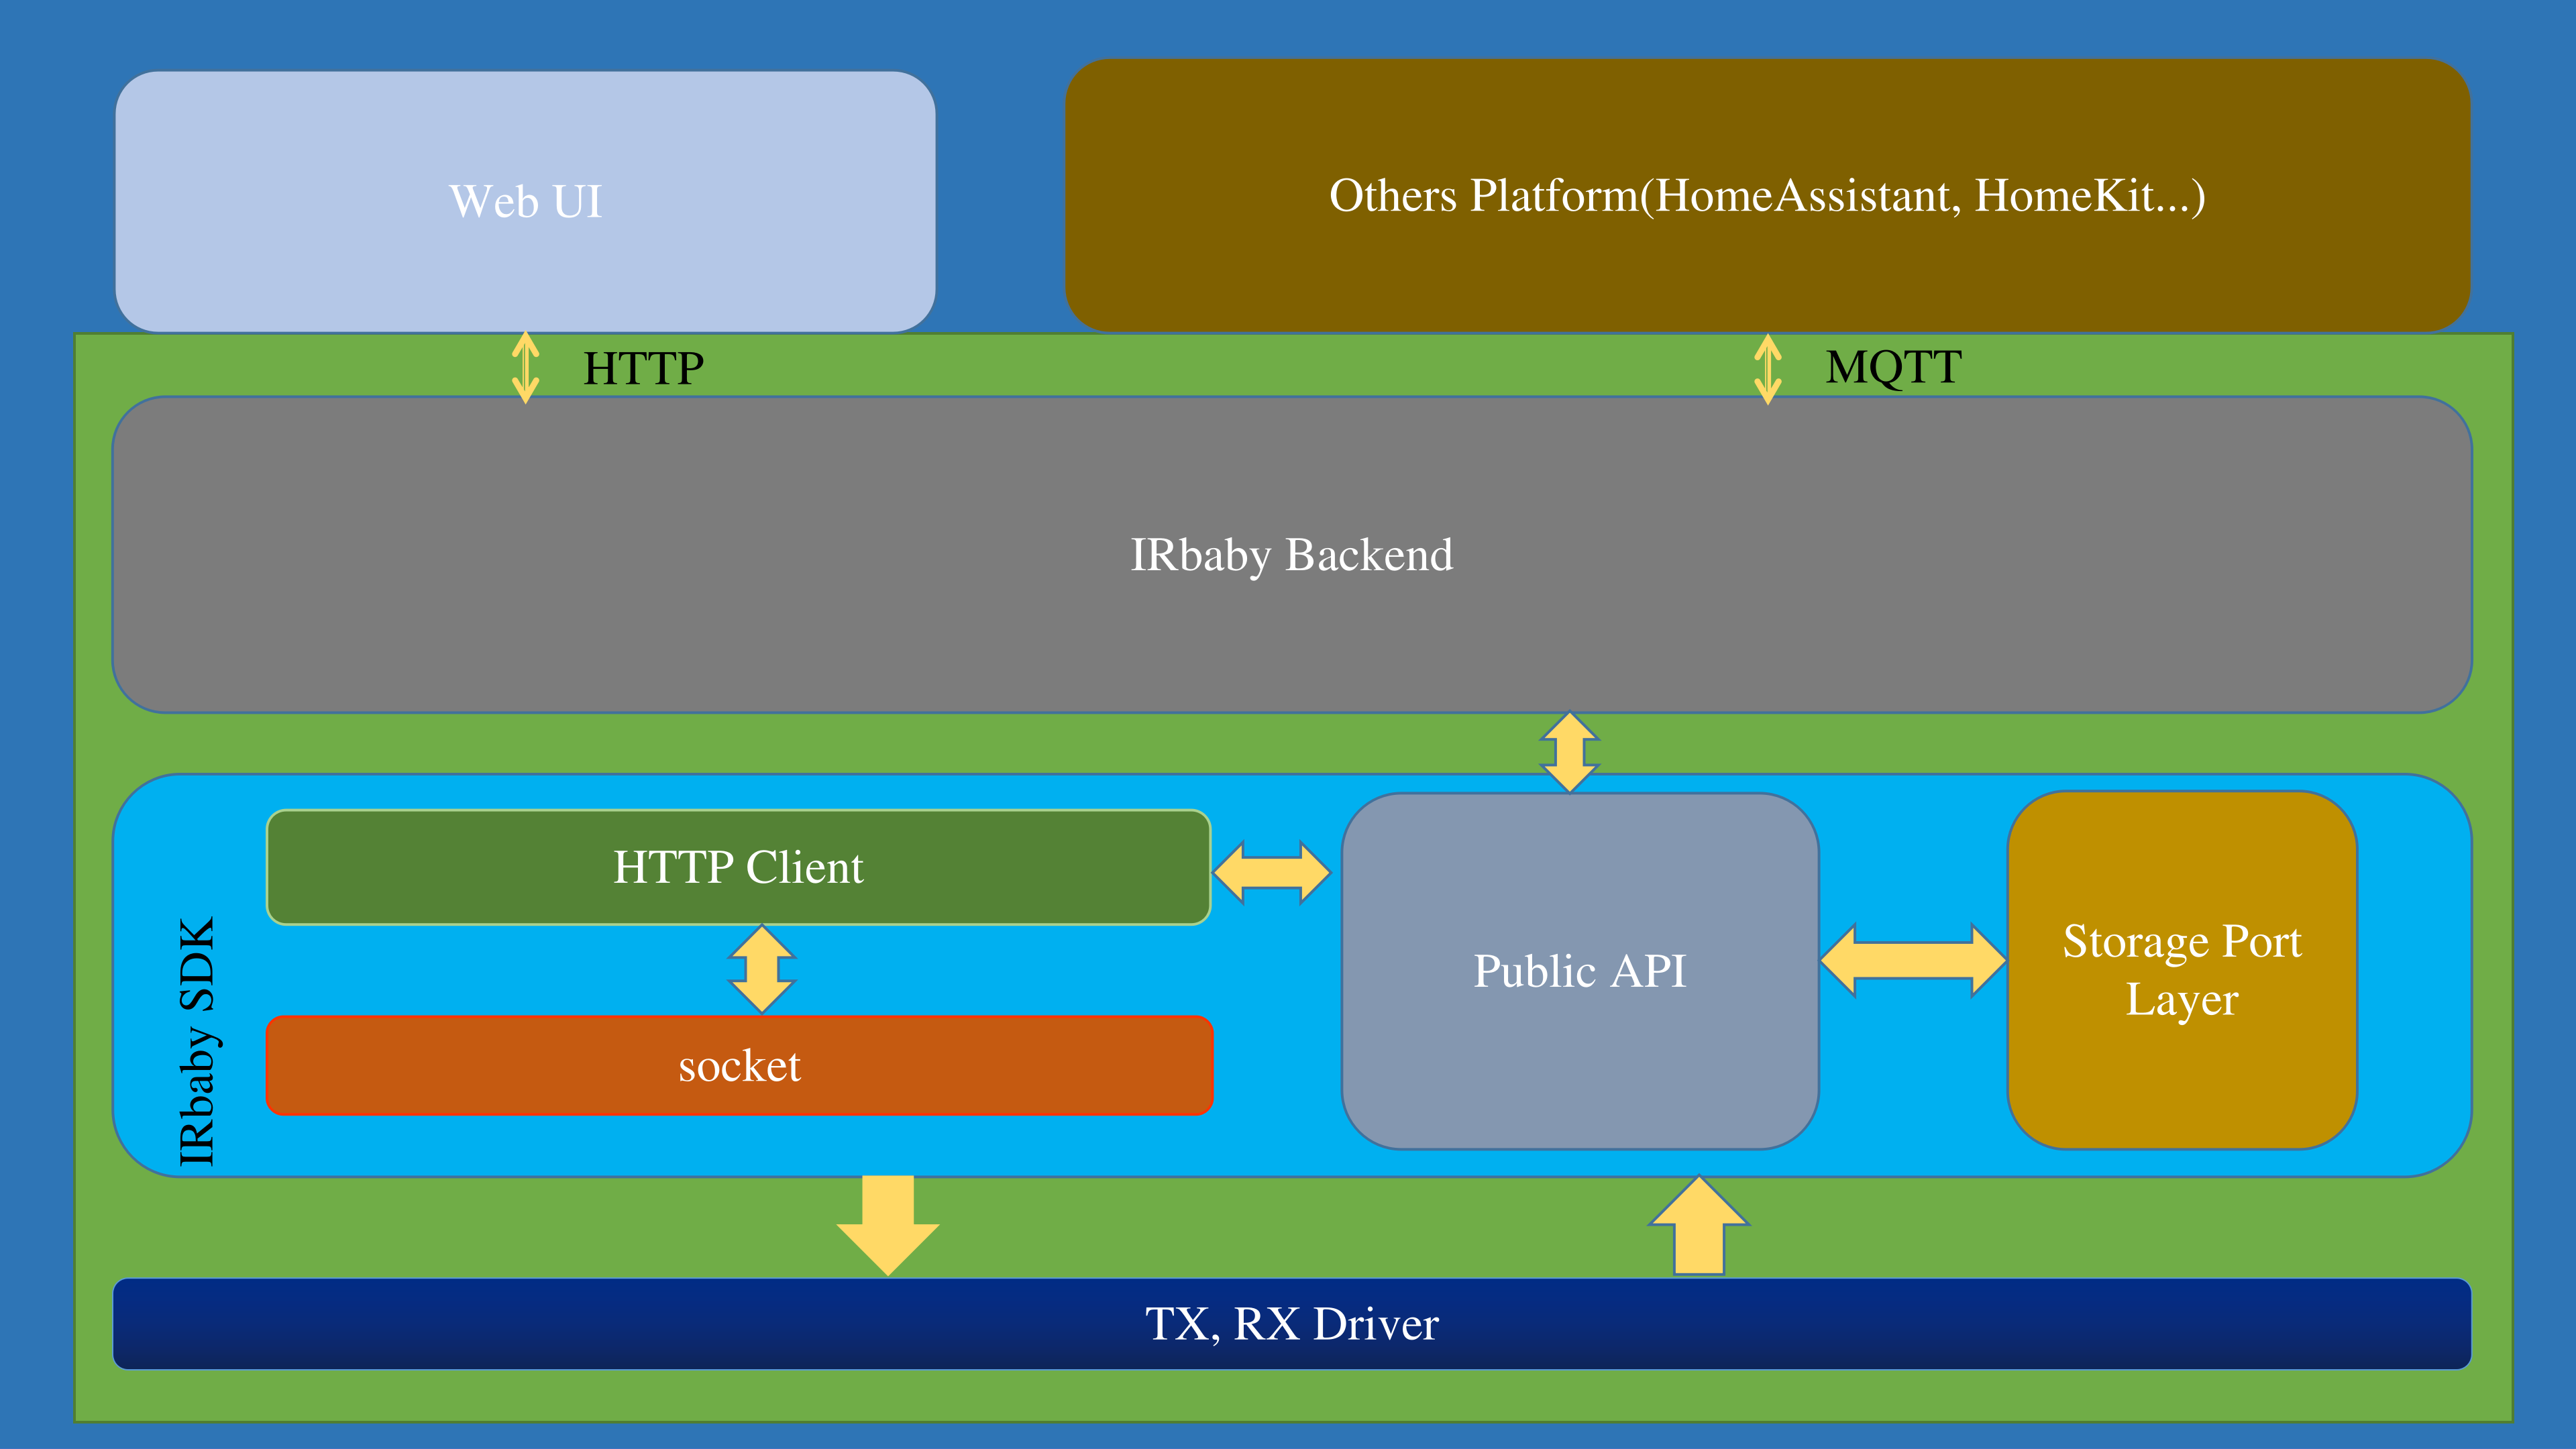 Web UI
Others Platform(HomeAssistant, HomeKit...)
HTTP
MQTT
IRbaby Backend
IRbaby SDK
HTTP Client
socket
Public API
Storage Port
Layer
TX, RX Driver